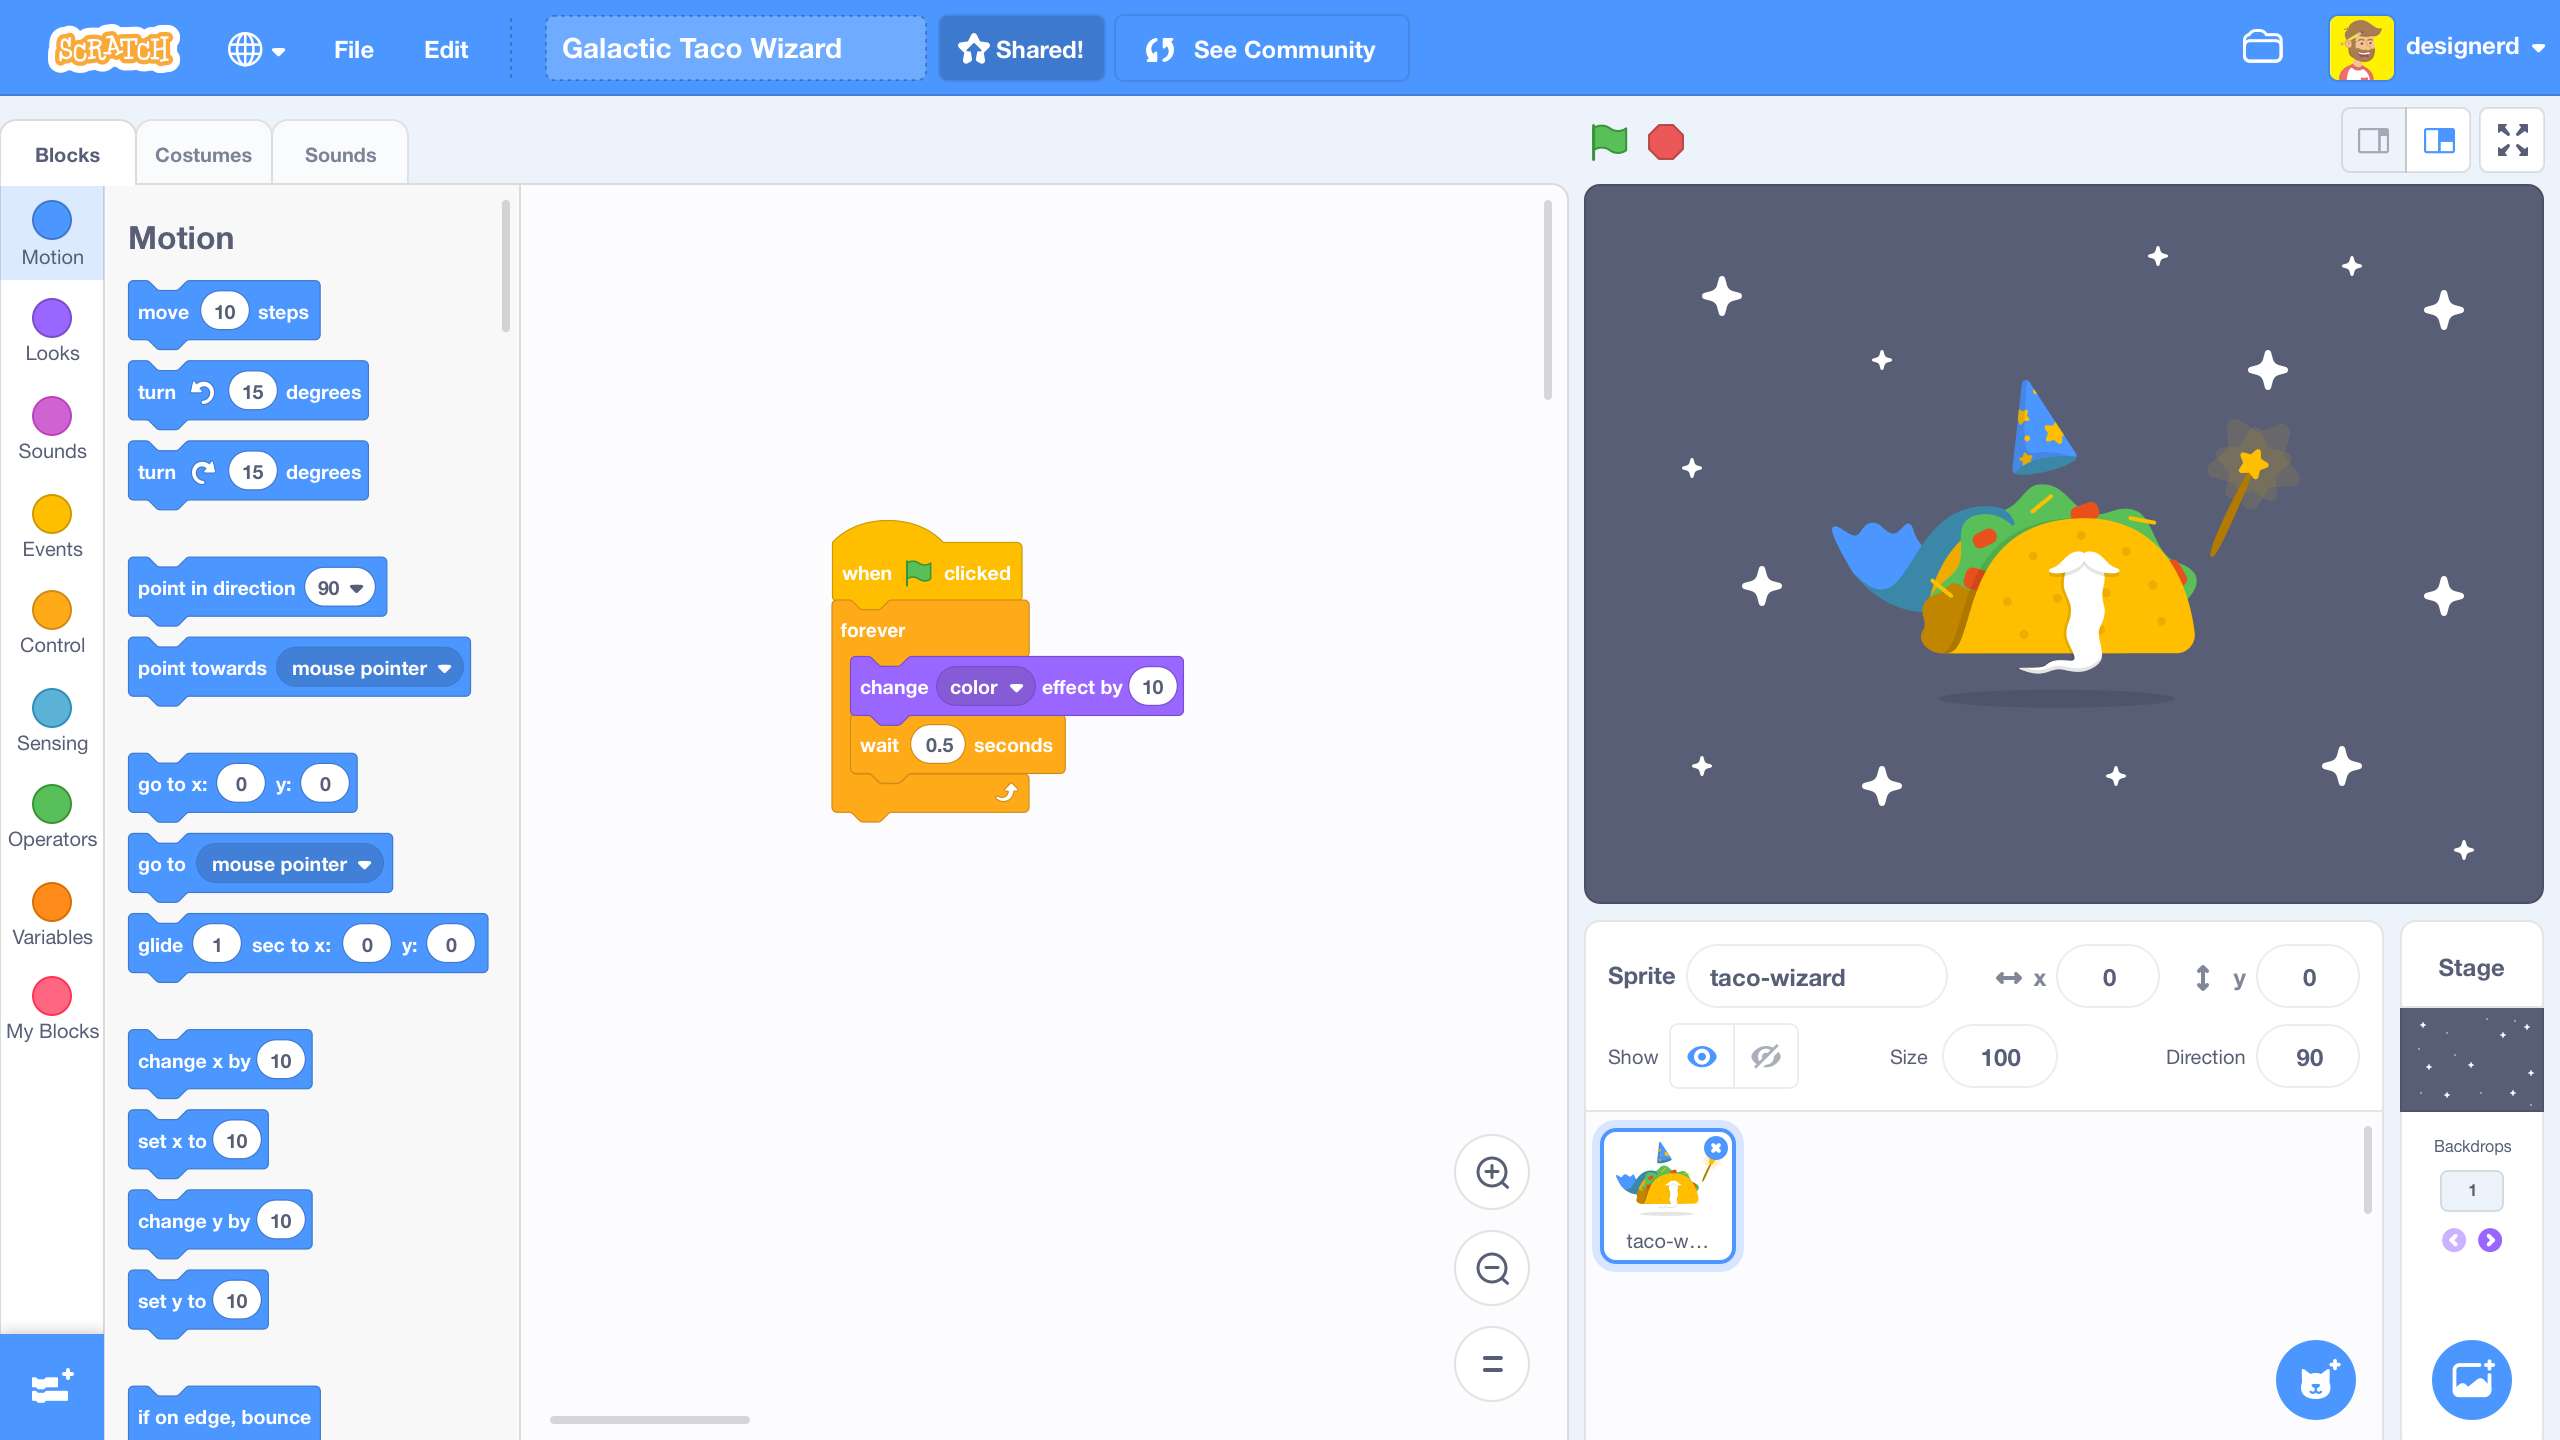 SCRATCH
File
Edit
Galactic Taco Wizard
Shared!
See Community
designerd
Blocks
Costumes
Sounds
Motion
Looks
Sounds
Events
Control
Sensing
Operators
Variables
My Blocks
Motion
move 10 steps
turn 15 degrees
turn 15 degrees
point in direction 90
point towards mouse pointer
go to x: 0 y: 0
go to mouse pointer
glide 1 sec to x: 0 y: 0
change x by 10
set x to 10
change y by 10
set y to 10
if on edge, bounce
when clicked
forever
change color effect by 10
wait 0.5 seconds
Sprite taco-wizard x 0 y 0
Show Size 100 Direction 90
taco-w...
Stage
Backdrops
1